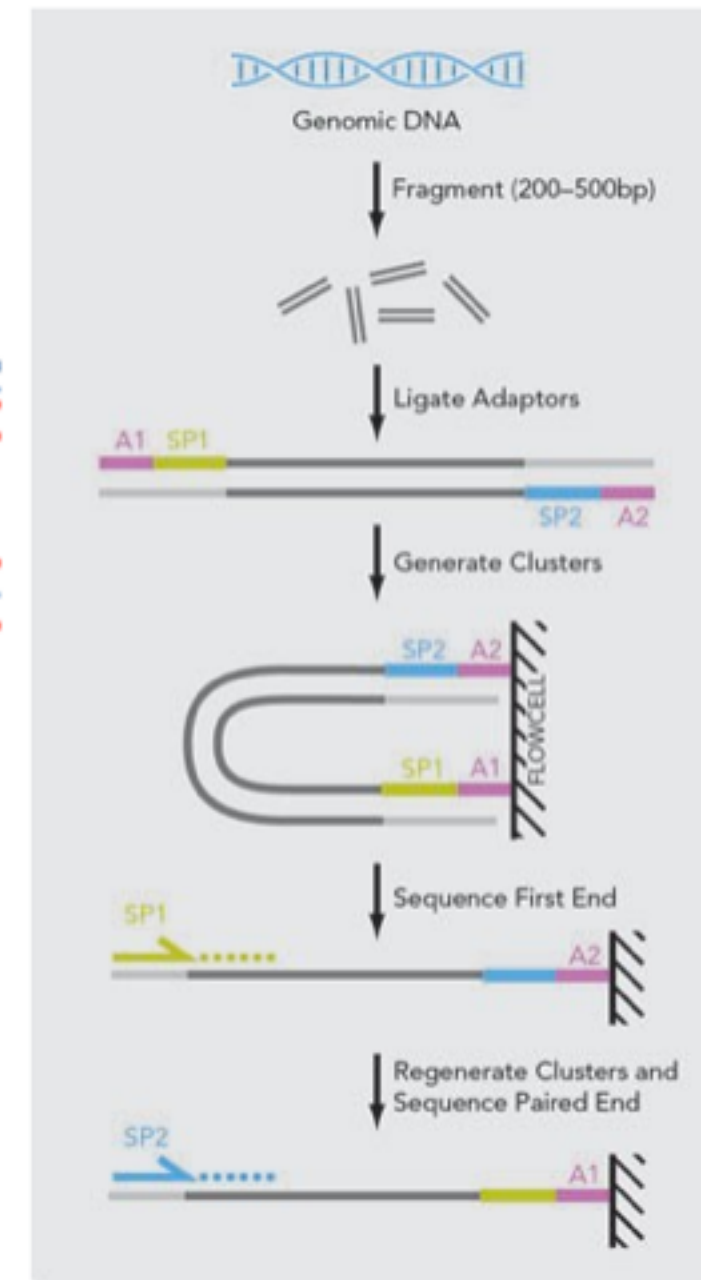 Genomic DNA
Fragment (200–500bp)
Ligate Adaptors
A1 SP1
SP2 A2
Generate Clusters
SP2 A2
FLOWCELL
SP1 A1
Sequence First End
SP1
A2
Regenerate Clusters and
Sequence Paired End
SP2
A1